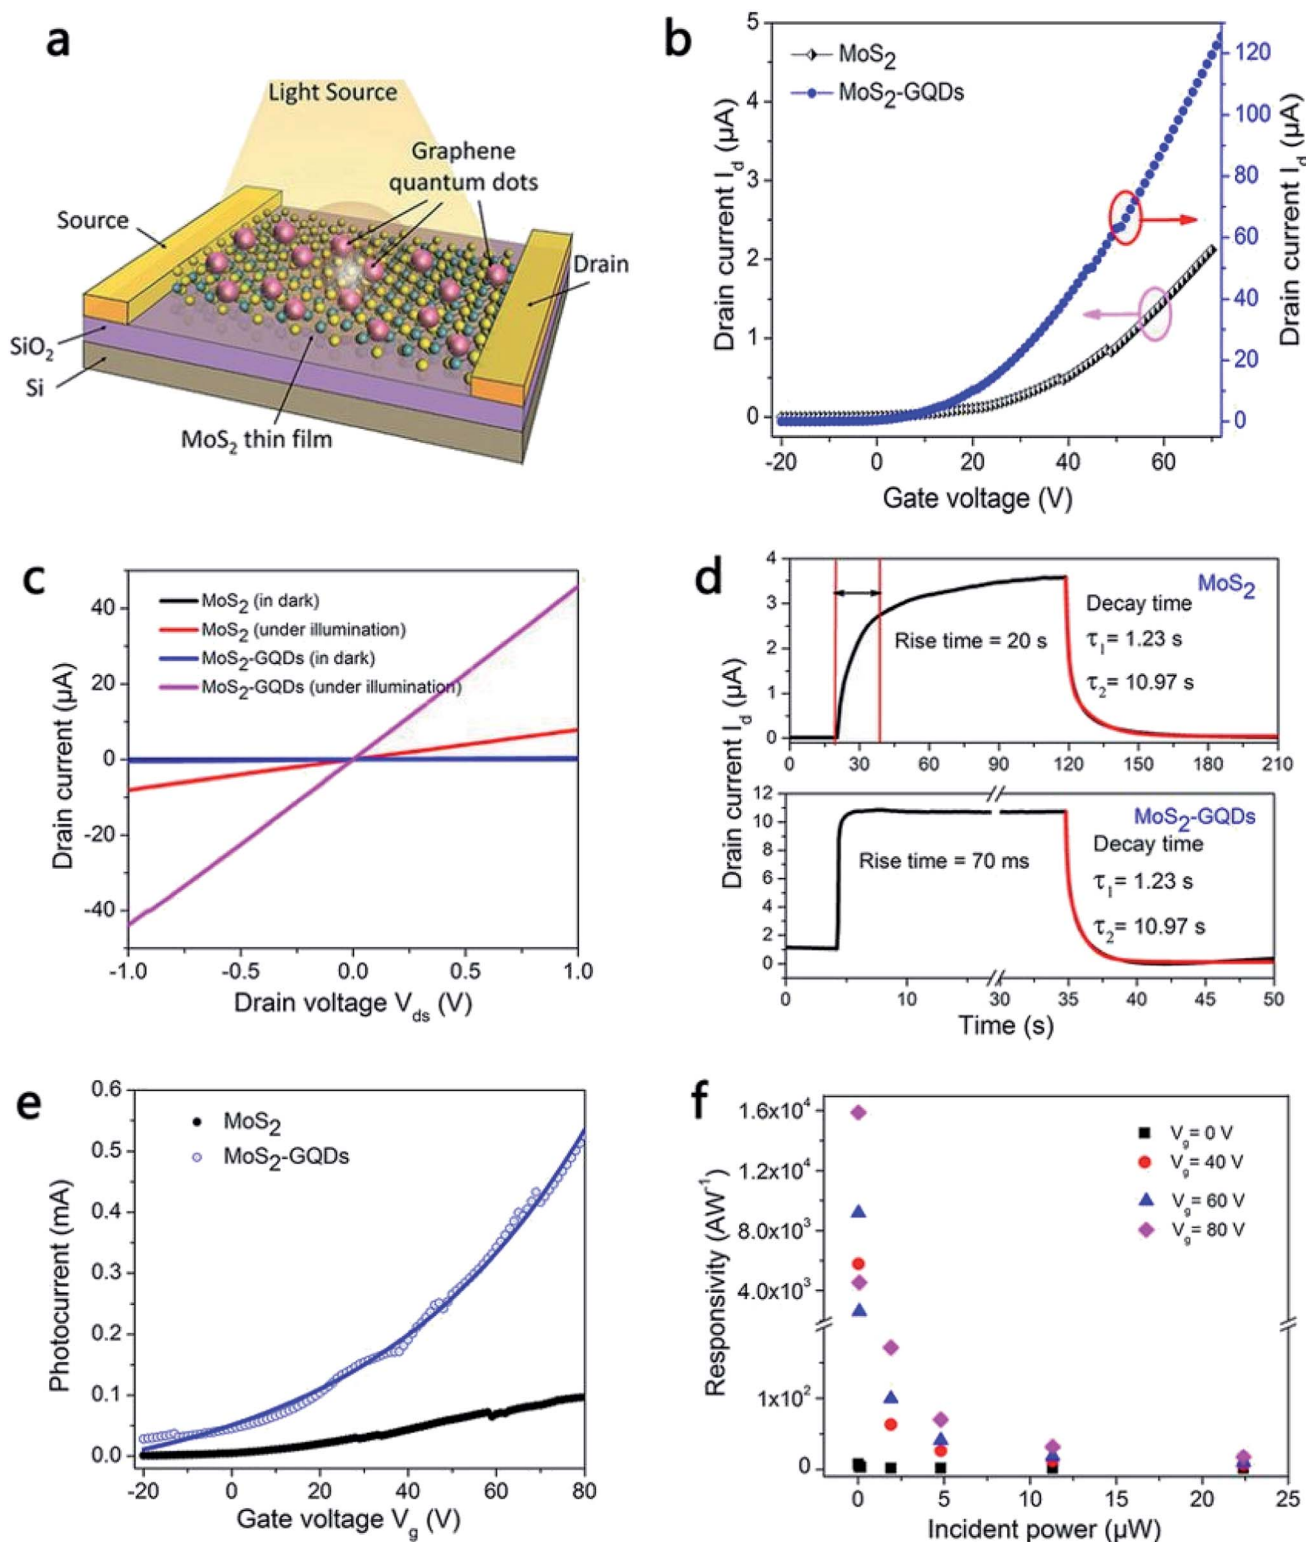 a
Light Source
Graphene
quantum dots
Source
Drain
SiO2
Si
MoS2 thin film
b
MoS2
MoS2-GQDs
Drain current Id (μA)
5
4
3
2
1
0
Drain current Id (μA)
120
100
80
60
40
20
0
-20 0 20 40 60
Gate voltage (V)
c
MoS2 (in dark)
MoS2 (under illumination)
MoS2-GQDs (in dark)
MoS2-GQDs (under illumination)
Drain current (μA)
40
20
0
-20
-40
-1.0 -0.5 0.0 0.5 1.0
Drain voltage Vds (V)
d
Drain current Id (μA)
4
3
2
1
0
MoS2
Rise time = 20 s
Decay time
τ1= 1.23 s
τ2= 10.97 s
0 30 60 90 120 150 180 210
12
10
8
6
4
2
0
MoS2-GQDs
Rise time = 70 ms
Decay time
τ1= 1.23 s
τ2= 10.97 s
0 10 30 35 40 45 50
Time (s)
e
MoS2
MoS2-GQDs
Photocurrent (mA)
0.6
0.5
0.4
0.3
0.2
0.1
0.0
-20 0 20 40 60 80
Gate voltage Vg (V)
f
Responsivity (AW-1)
1.6x10^4
1.2x10^4
8.0x10^3
4.0x10^3
1x10^2
0
Vg= 0 V
Vg= 40 V
Vg= 60 V
Vg= 80 V
0 5 10 15 20 25
Incident power (μW)